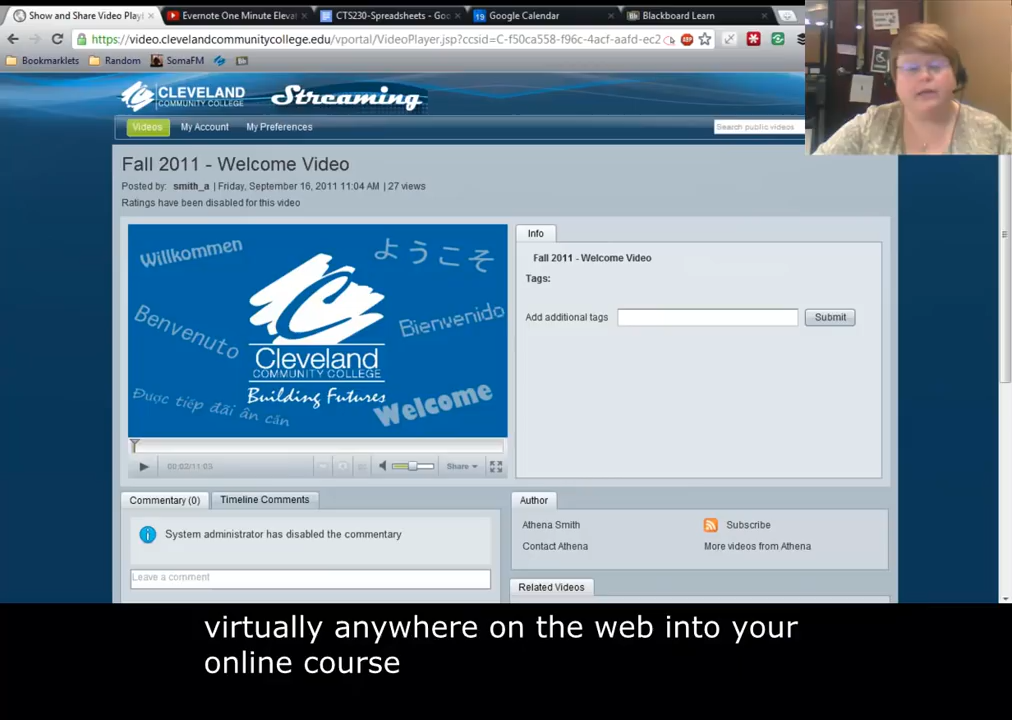 Show and Share Video Play
Evernote One Minute Eleva
CTS230-Spreadsheets - Goo
19 Google Calendar
Bb Blackboard Learn
https://video.clevelandcommunitycollege.edu/vportal/VideoPlayer.jsp?ccsid=C-f50ca558-f96c-4acf-aafd-ec2
ABP
Bookmarklets
Random
SomaFM
CLEVELAND
COMMUNITY COLLEGE
Streaming
Videos
My Account
My Preferences
Search public videos
Fall 2011 - Welcome Video
Posted by: smith_a | Friday, September 16, 2011 11:04 AM | 27 views
Ratings have been disabled for this video
Willkommen
ようこそ
Benvenuto
Bienvenido
Cleveland
COMMUNITY COLLEGE
Building Futures
Được tiếp đãi ân cần
Welcome
Info
Fall 2011 - Welcome Video
Tags:
Add additional tags
Submit
00:02/11:03
Share
Commentary (0)
Timeline Comments
System administrator has disabled the commentary
Leave a comment
Author
Athena Smith
Subscribe
Contact Athena
More videos from Athena
Related Videos
virtually anywhere on the web into your
online course